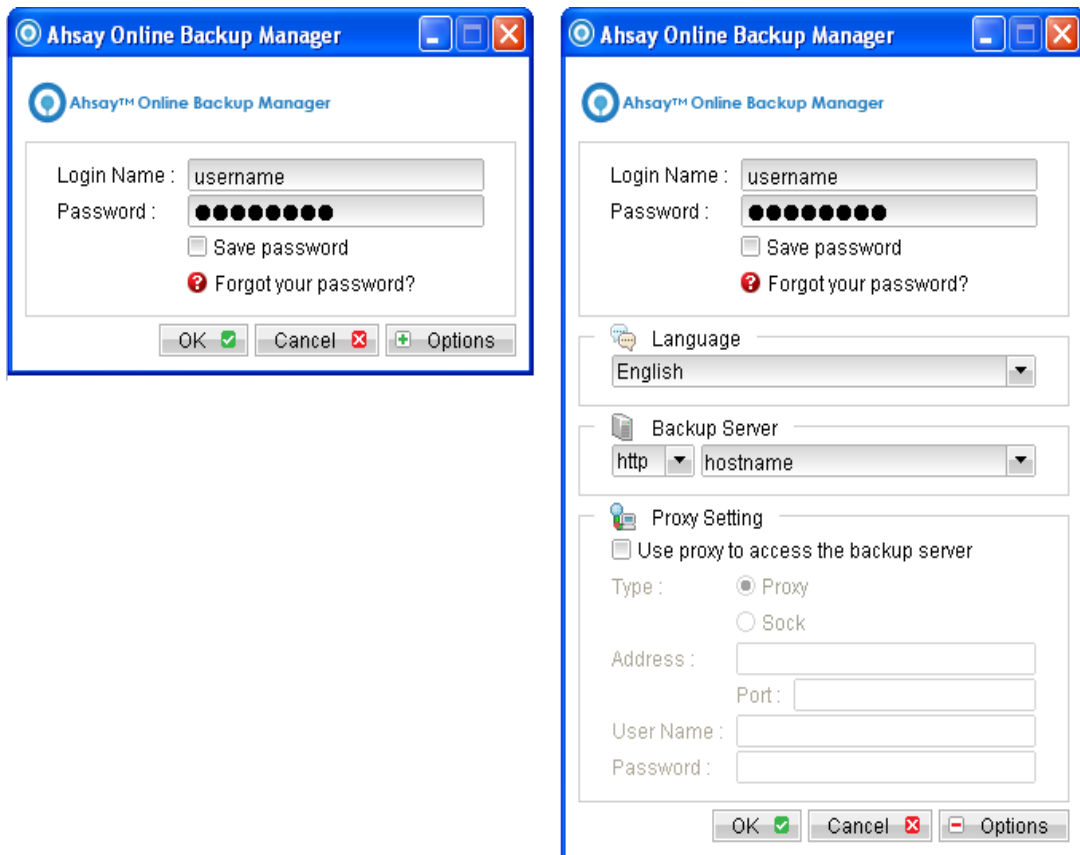 Ahsay Online Backup Manager
Ahsay™ Online Backup Manager
Login Name :
username
Password :
●●●●●●●●
Save password
Forgot your password?
OK
Cancel
Options
Ahsay Online Backup Manager
Ahsay™ Online Backup Manager
Login Name :
username
Password :
●●●●●●●●
Save password
Forgot your password?
Language
English
Backup Server
http
hostname
Proxy Setting
Use proxy to access the backup server
Type :
Proxy
Sock
Address :
Port :
User Name :
Password :
OK
Cancel
Options